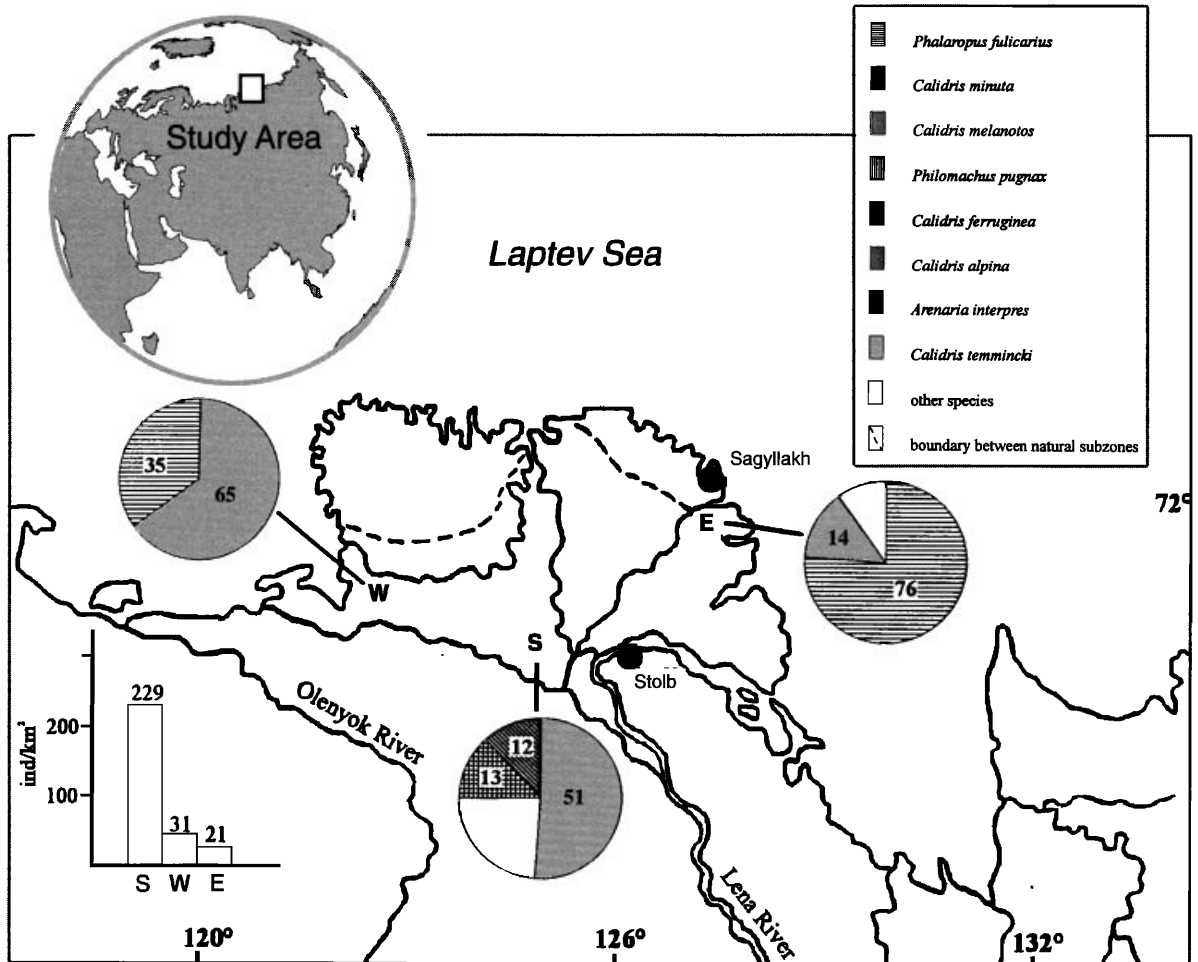 Study Area
Laptev Sea
Phalaropus fulicarius
Calidris minuta
Calidris melanotos
Philomachus pugnax
Calidris ferruginea
Calidris alpina
Arenaria interpres
Calidris temmincki
other species
boundary between natural subzones
35
65
Sagyllakh
72°
E
14
76
W
S
Stolb
Olenyok River
229
200
ind/km²
31
21
100
S W E
12
13
51
Lena River
120°
126°
132°